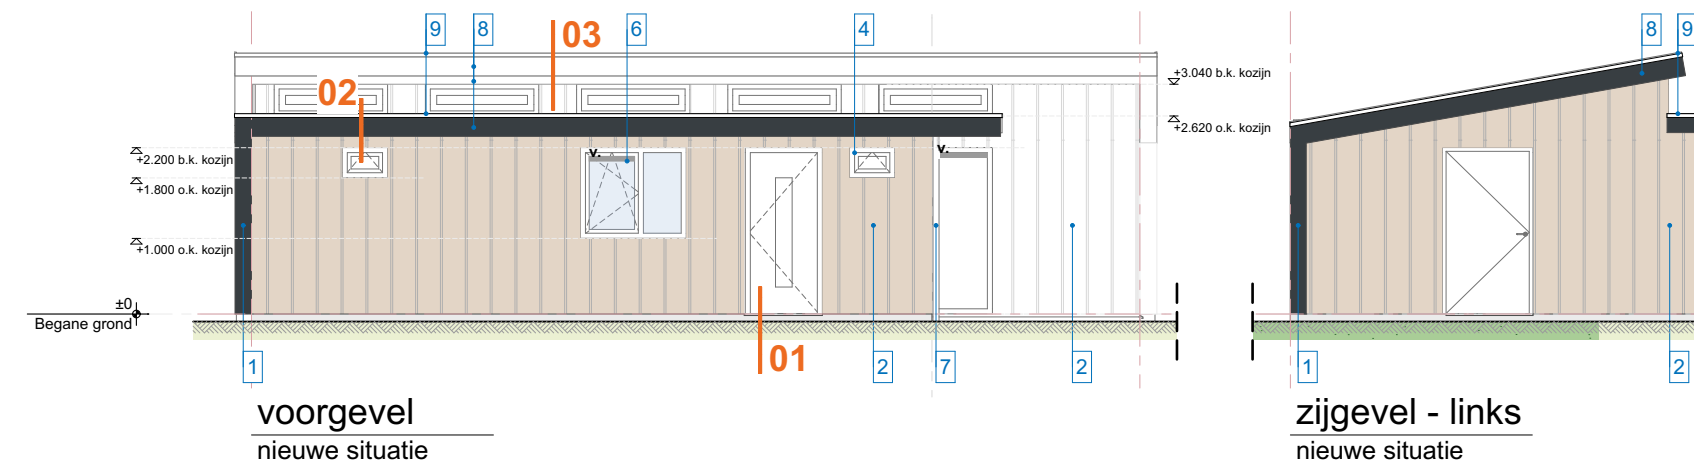 9
8
03
6
4
8
9
02
+3.040 b.k. kozijn
+2.620 o.k. kozijn
v.
v.
+2.200 b.k. kozijn
+1.800 o.k. kozijn
+1.000 o.k. kozijn
±0
Begane grond
1
01
2
7
2
1
2
voorgevel
nieuwe situatie
zijgevel - links
nieuwe situatie